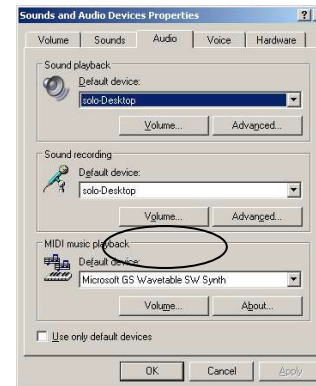 Sounds and Audio Devices Properties ?
Volume Sounds Audio Voice Hardware
Sound playback
Default device:
solo-Desktop
Volume... Advanced...
Sound recording
Default device:
solo-Desktop
Volume... Advanced...
MIDI music playback
Default device:
Microsoft GS Wavetable SW Synth
Volume... About...
Use only default devices
OK Cancel Apply